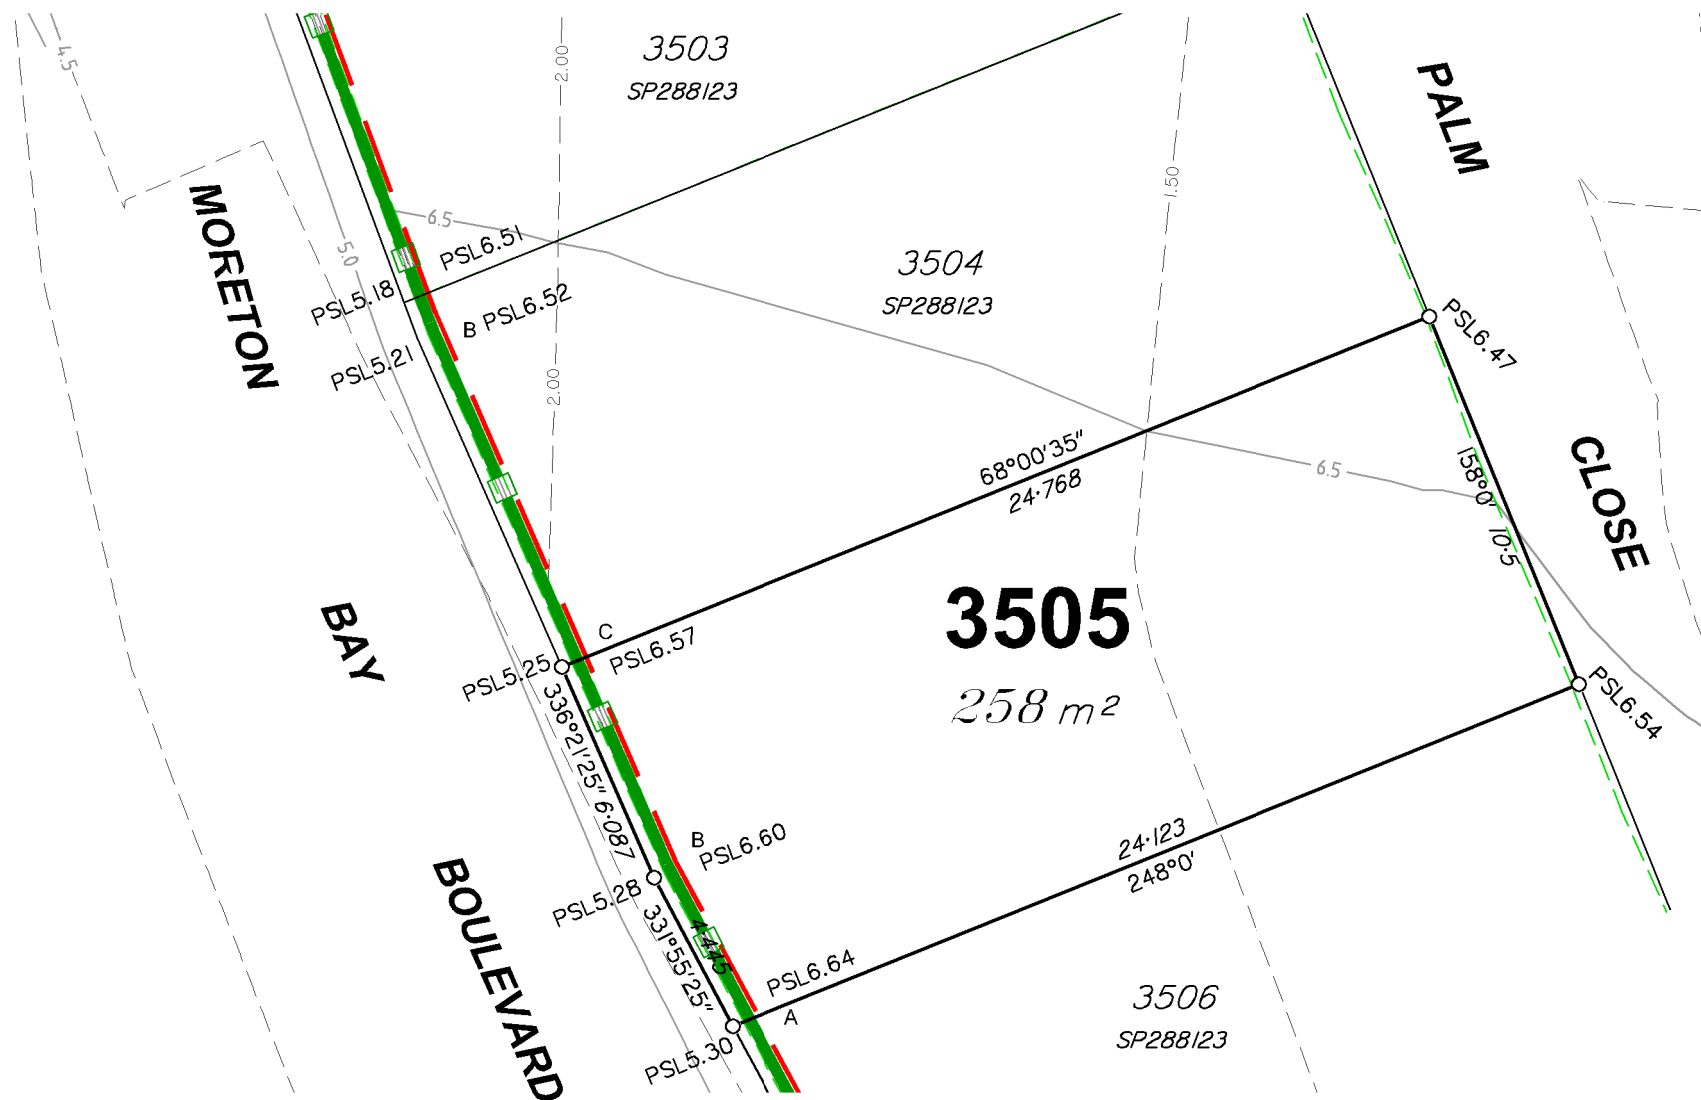 3503
SP288123
2.00
4.5
PALM
1.50
MORETON
6.5
PSL6.51
5.0
3504
SP288123
PSL5.18
B PSL6.52
PSL6.47
PSL5.21
2.00
68°00'35"
24·768
6.5
158°0'
10·5
CLOSE
3505
258 m²
BAY
C
PSL6.57
PSL5.25
PSL6.54
336°21'25" 6·087
B
PSL6.60
24·123
248°0'
BOULEVARD
PSL5.28
331°55'25"
4·445
PSL6.64
A
3506
SP288123
PSL5.30